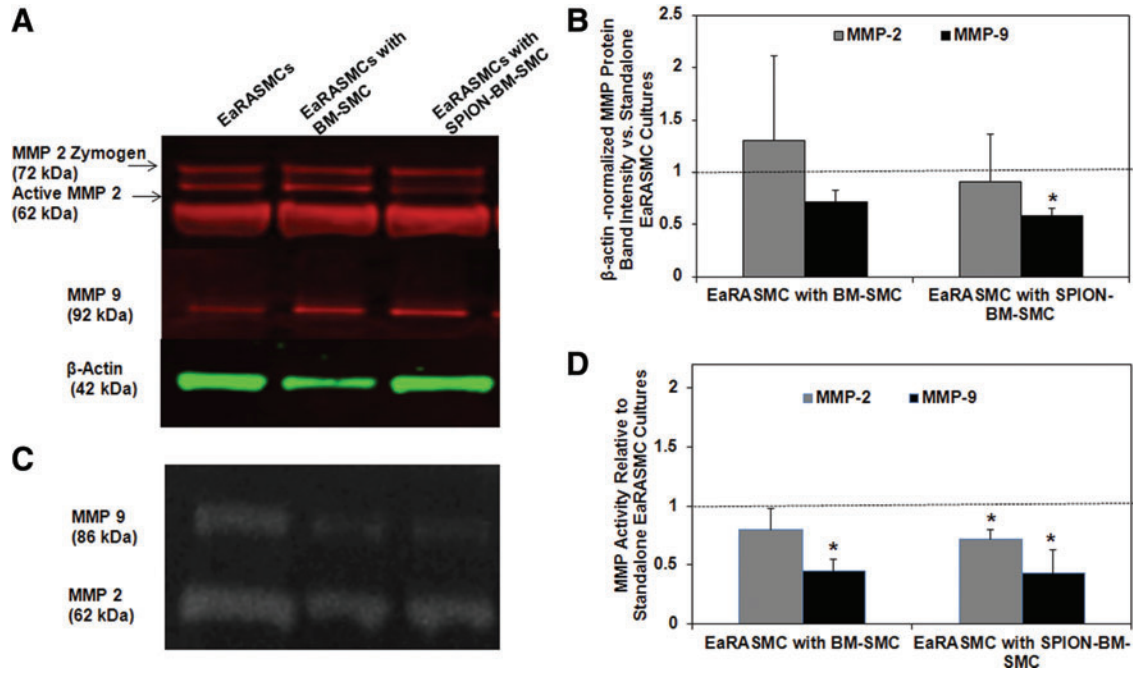 A
EaRASMCs
EaRASMCs with
BM-SMC
EaRASMCs with
SPION-BM-SMC
MMP 2 Zymogen
(72 kDa)
Active MMP 2
(62 kDa)
MMP 9
(92 kDa)
β-Actin
(42 kDa)
B
β-actin -normalized MMP Protein
Band Intensity vs. Standalone
EaRASMC Cultures
2.5
2
1.5
1
0.5
0
MMP-2 MMP-9
*
EaRASMC with BM-SMC
EaRASMC with SPION-
BM-SMC
C
MMP 9
(86 kDa)
MMP 2
(62 kDa)
D
MMP Activity Relative to
Standalone EaRASMC Cultures
2
1.5
1
0.5
0
MMP-2 MMP-9
*
*
*
EaRASMC with BM-SMC
EaRASMC with SPION-BM-
SMC